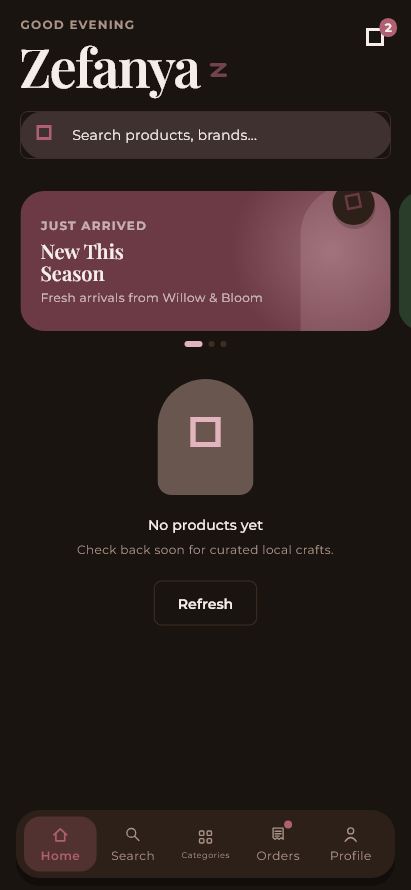 GOOD EVENING
2
Zefanya
Search products, brands...
JUST ARRIVED
New This
Season
Fresh arrivals from Willow & Bloom
No products yet
Check back soon for curated local crafts.
Refresh
Home
Search
Categories
Orders
Profile